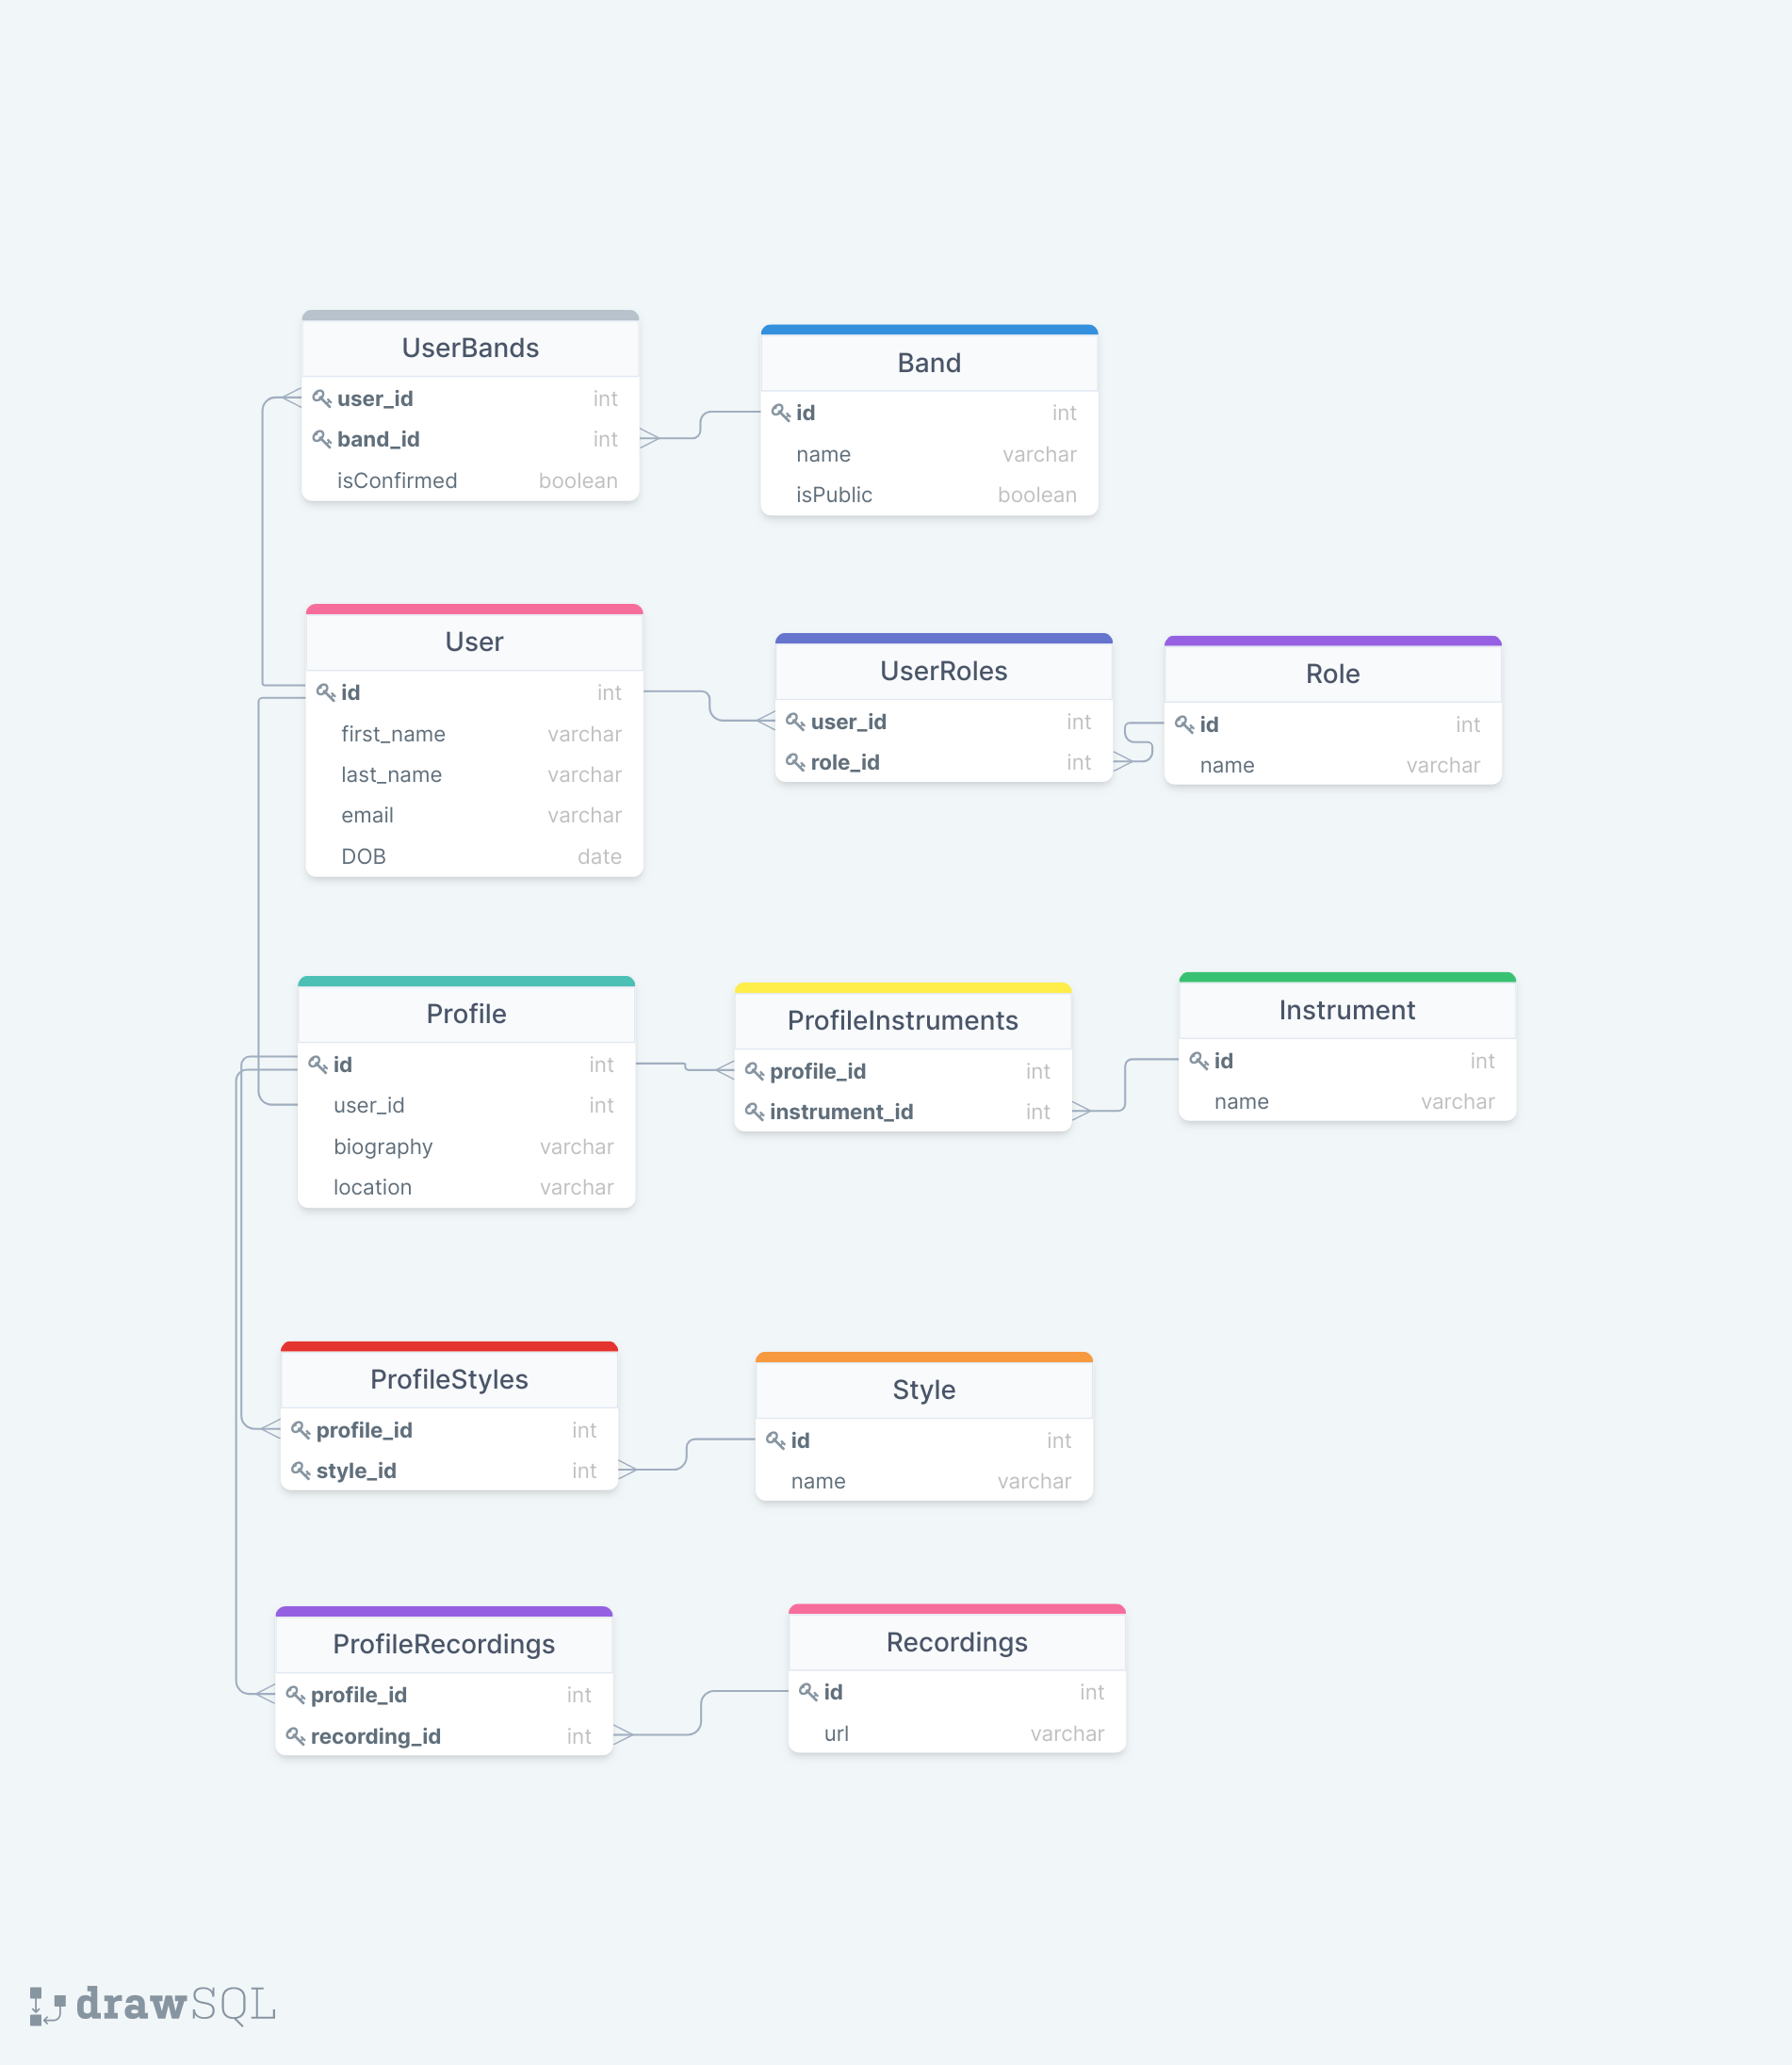 UserBands
user_id int
band_id int
isConfirmed boolean
Band
id int
name varchar
isPublic boolean
User
id int
first_name varchar
last_name varchar
email varchar
DOB date
UserRoles
user_id int
role_id int
Role
id int
name varchar
Profile
id int
user_id int
biography varchar
location varchar
ProfileInstruments
profile_id int
instrument_id int
Instrument
id int
name varchar
ProfileStyles
profile_id int
style_id int
Style
id int
name varchar
ProfileRecordings
profile_id int
recording_id int
Recordings
id int
url varchar
drawSQL